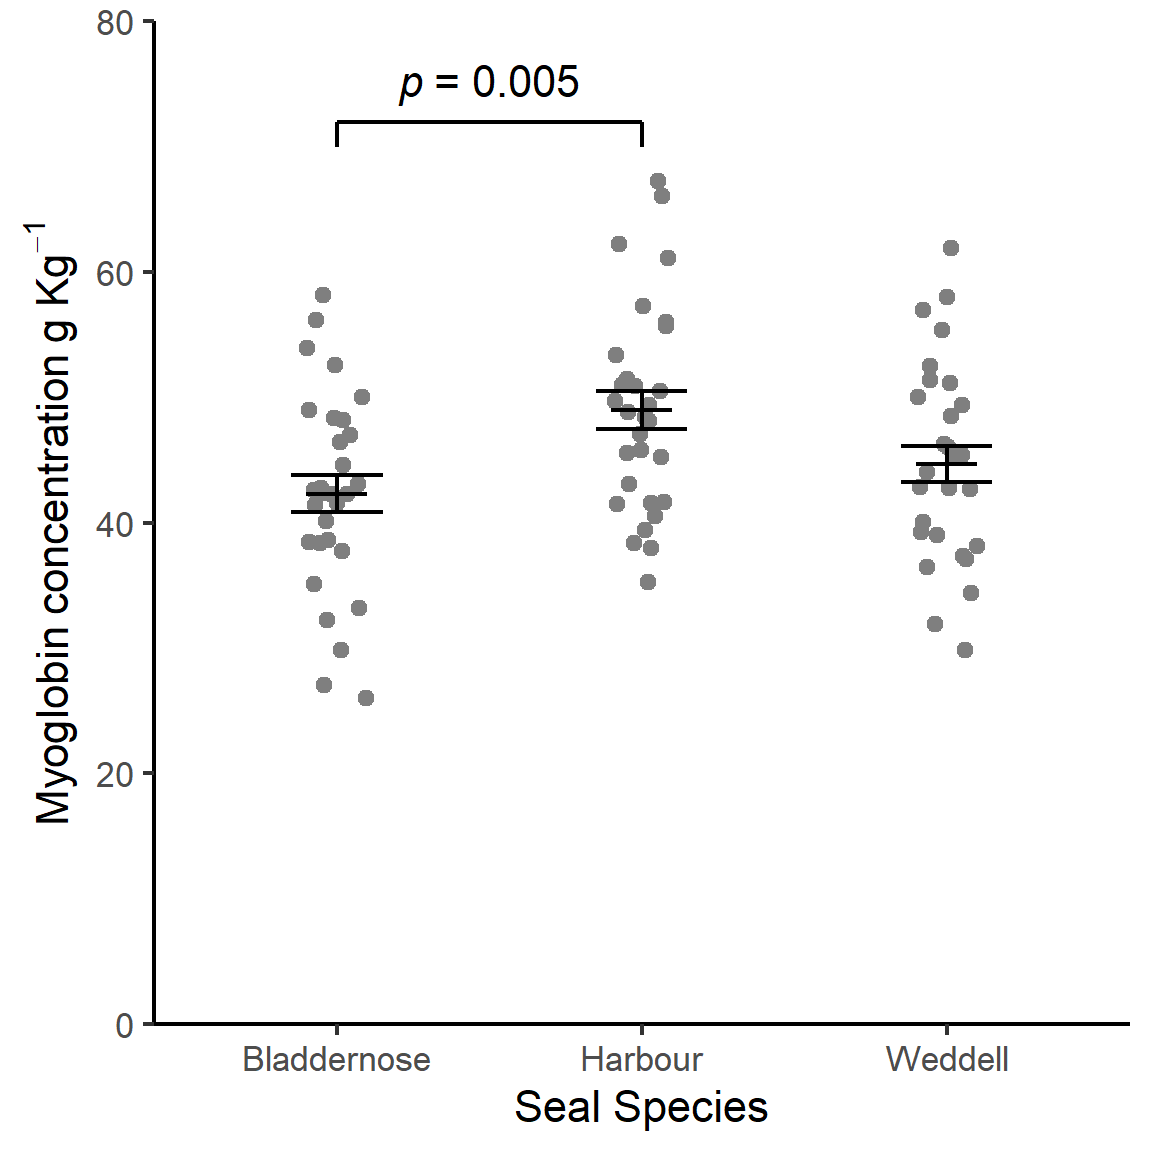 80
p = 0.005
60
40
20
0
Myoglobin concentration g Kg⁻¹
Bladdernose Harbour Weddell
Seal Species